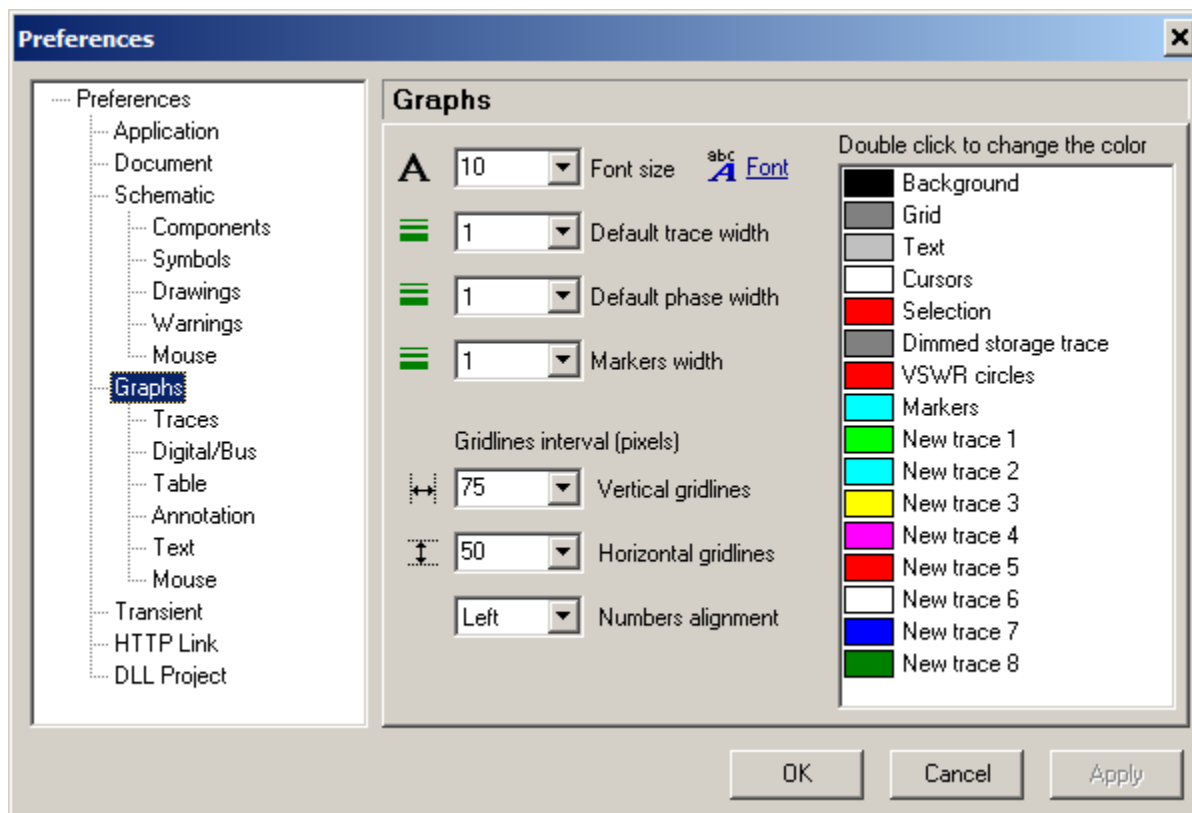 Preferences
Preferences
Application
Document
Schematic
Components
Symbols
Drawings
Warnings
Mouse
Graphs
Traces
Digital/Bus
Table
Annotation
Text
Mouse
Transient
HTTP Link
DLL Project
Graphs
A 10 Font size abc A Font
1 Default trace width
1 Default phase width
1 Markers width
Gridlines interval (pixels)
75 Vertical gridlines
50 Horizontal gridlines
Left Numbers alignment
Double click to change the color
Background
Grid
Text
Cursors
Selection
Dimmed storage trace
VSWR circles
Markers
New trace 1
New trace 2
New trace 3
New trace 4
New trace 5
New trace 6
New trace 7
New trace 8
OK Cancel Apply